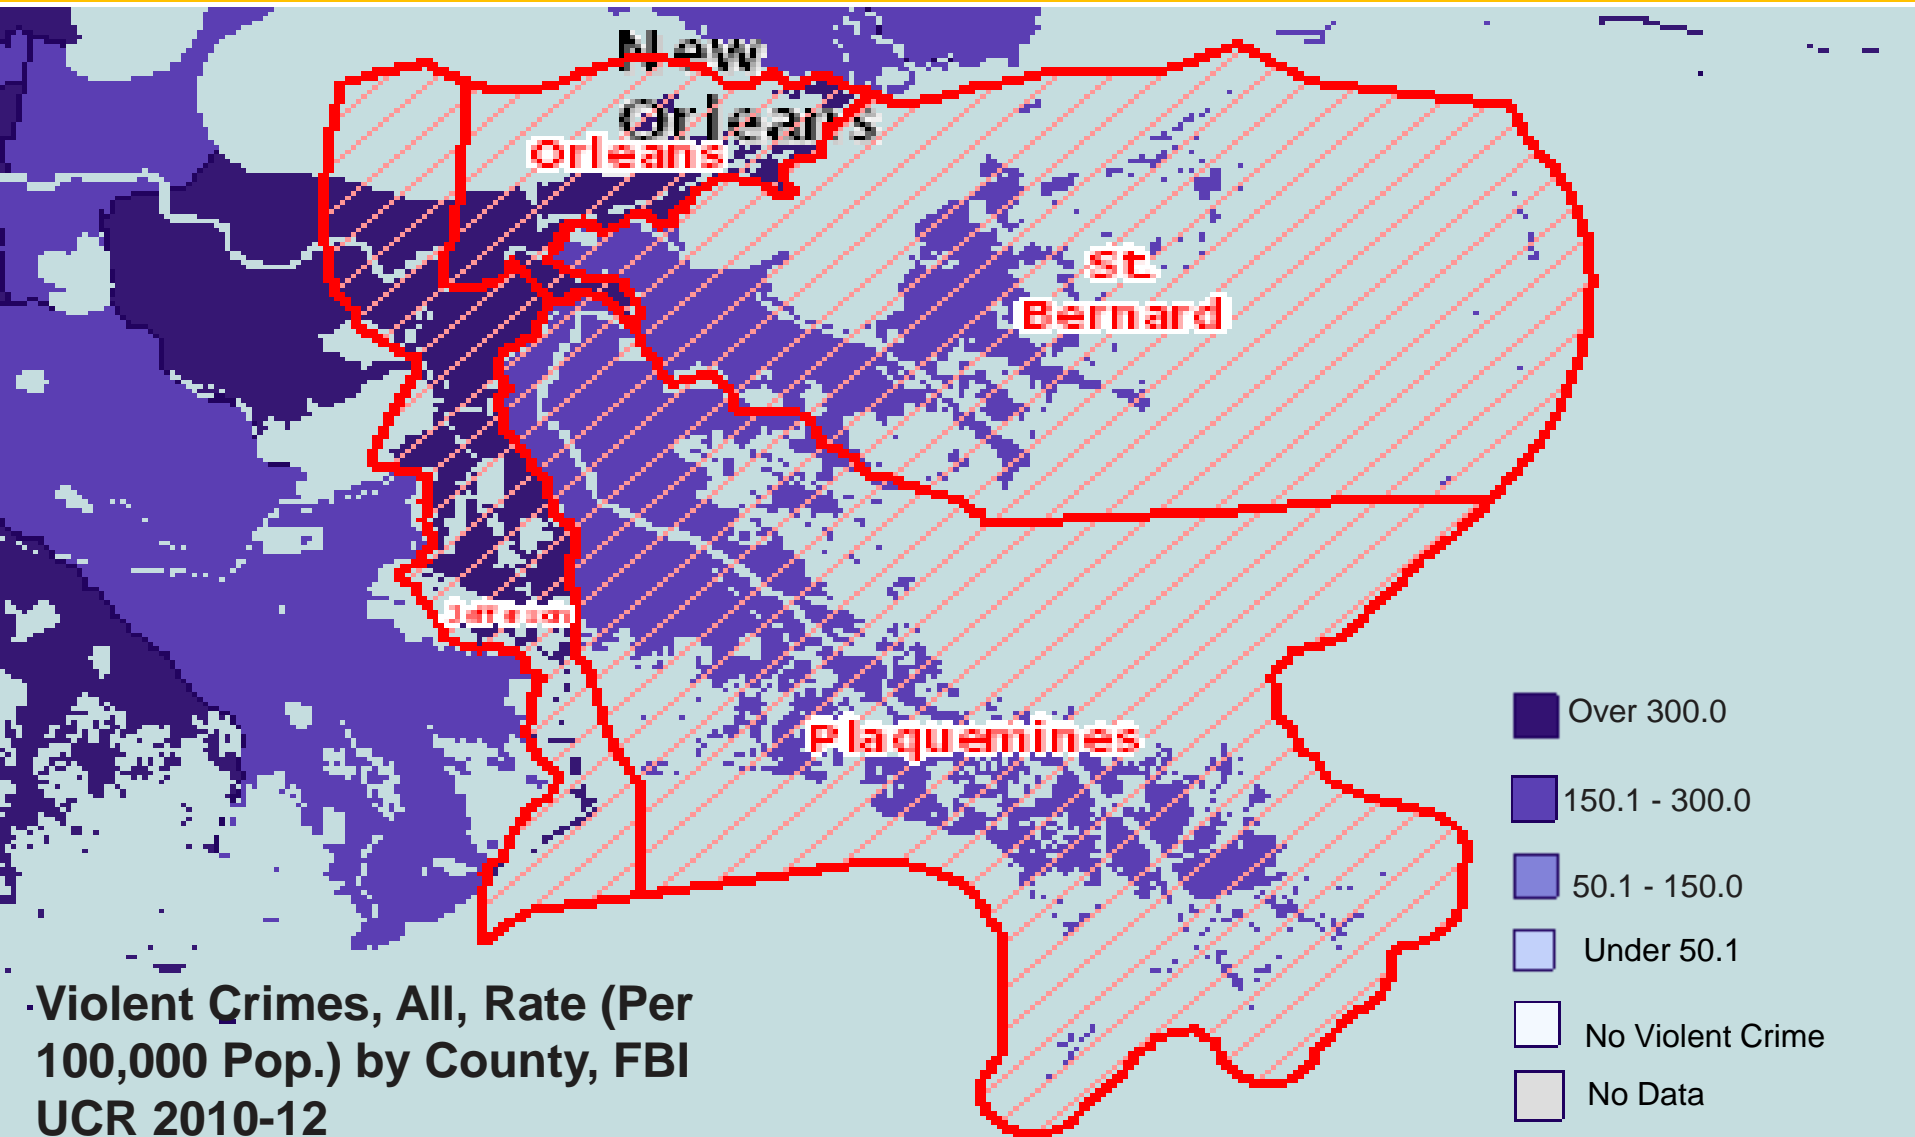 New
Orleans
Orleans
St.
Bernard
Jefferson
Plaquemines
Over 300.0
150.1 - 300.0
50.1 - 150.0
Under 50.1
No Violent Crime
No Data
Violent Crimes, All, Rate (Per
100,000 Pop.) by County, FBI
UCR 2010-12